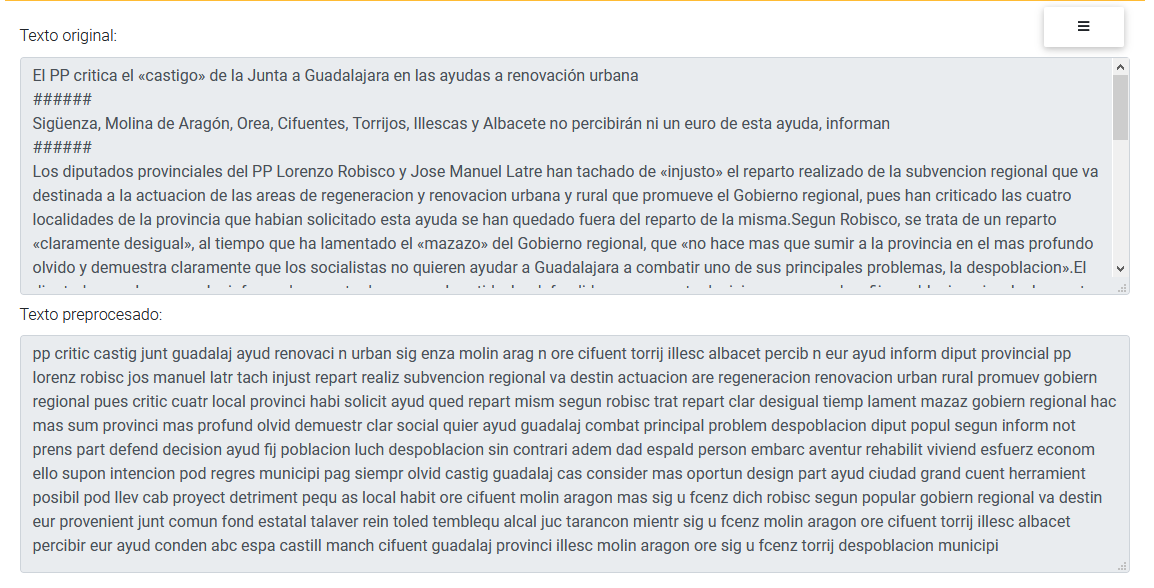 Texto original:
El PP critica el «castigo» de la Junta a Guadalajara en las ayudas a renovación urbana
######
Sigüenza, Molina de Aragón, Orea, Cifuentes, Torrijos, Illescas y Albacete no percibirán ni un euro de esta ayuda, informan
######
Los diputados provinciales del PP Lorenzo Robisco y Jose Manuel Latre han tachado de «injusto» el reparto realizado de la subvencion regional que va
destinada a la actuacion de las areas de regeneracion y renovacion urbana y rural que promueve el Gobierno regional, pues han criticado las cuatro
localidades de la provincia que habian solicitado esta ayuda se han quedado fuera del reparto de la misma.Segun Robisco, se trata de un reparto
«claramente desigual», al tiempo que ha lamentado el «mazazo» del Gobierno regional, que «no hace mas que sumir a la provincia en el mas profundo
olvido y demuestra claramente que los socialistas no quieren ayudar a Guadalajara a combatir uno de sus principales problemas, la despoblacion».El
Texto preprocesado:
pp critic castig junt guadalaj ayud renovaci n urban sig enza molin arag n ore cifuent torrij illesc albacet percib n eur ayud inform diput provincial pp
lorenz robisc jos manuel latr tach injust repart realiz subvencion regional va destin actuacion are regeneracion renovacion urban rural promuev gobiern
regional pues critic cuatr local provinci habi solicit ayud qued repart mism segun robisc trat repart clar desigual tiemp lament mazaz gobiern regional hac
mas sum provinci mas profund olvid demuestr clar social quier ayud guadalaj combat principal problem despoblacion diput popul segun inform not
prens part defend decision ayud fij poblacion luch despoblacion sin contrari adem dad espald person embarc aventur rehabilit viviend esfuerz econom
ello supon intencion pod regres municipi pag siempr olvid castig guadalaj cas consider mas oportun design part ayud ciudad grand cuent herramient
posibil pod llev cab proyect detriment pequ as local habit ore cifuent molin aragon mas sig u fcenz dich robisc segun popular gobiern regional va destin
eur provenient junt comun fond estatal talaver rein toled temblequ alcal juc tarancon mientr sig u fcenz molin aragon ore cifuent torrij illesc albacet
percibir eur ayud conden abc espa castill manch cifuent guadalaj provinci illesc molin aragon ore sig u fcenz torrij despoblacion municipi